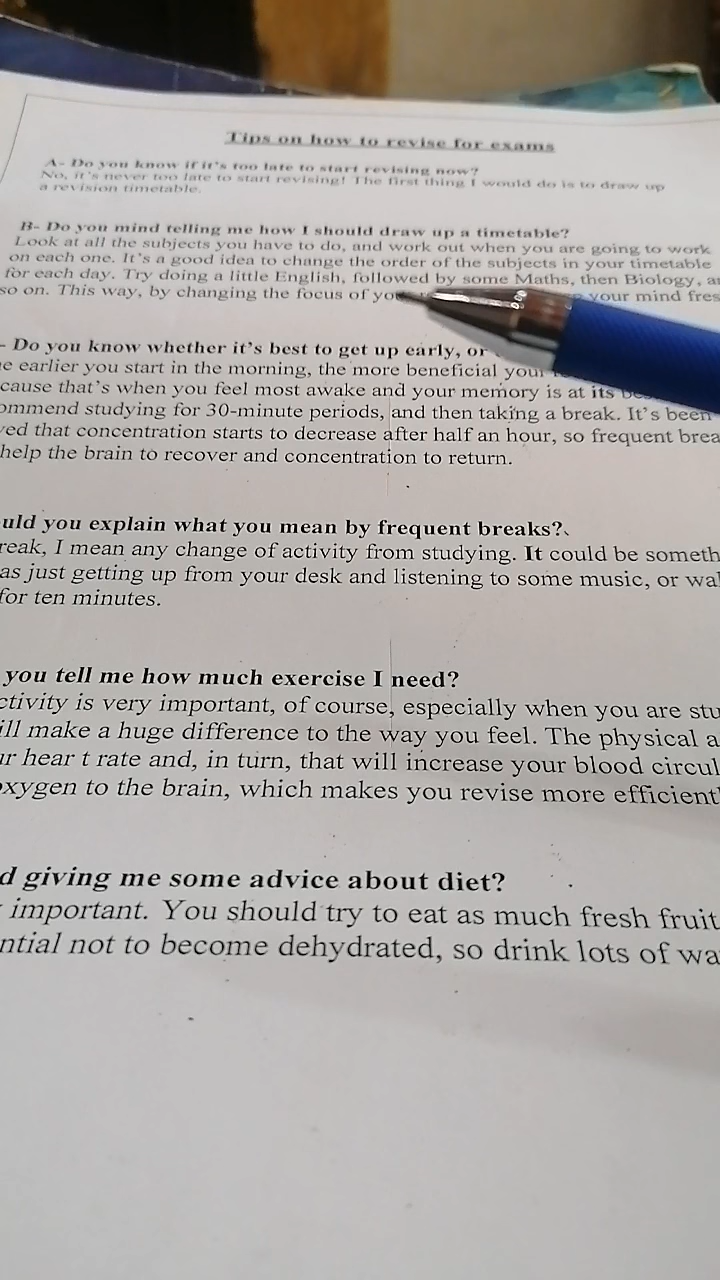 Tips on how to revise for exams
A- Do you know if it's too late to start revising now?
No, it's never too late to start revising! The first thing I would do is to draw up
a revision timetable.
B- Do you mind telling me how I should draw up a timetable?
Look at all the subjects you have to do, and work out when you are going to work
on each one. It's a good idea to change the order of the subjects in your timetable
for each day. Try doing a little English, followed by some Maths, then Biology, a
so on. This way, by changing the focus of yo your mind fres
- Do you know whether it's best to get up early, or
e earlier you start in the morning, the more beneficial your
cause that's when you feel most awake and your memory is at its
ommend studying for 30-minute periods, and then taking a break. It's been
ved that concentration starts to decrease after half an hour, so frequent brea
help the brain to recover and concentration to return.
uld you explain what you mean by frequent breaks?
reak, I mean any change of activity from studying. It could be someth
as just getting up from your desk and listening to some music, or wal
for ten minutes.
you tell me how much exercise I need?
ctivity is very important, of course, especially when you are stu
ill make a huge difference to the way you feel. The physical a
ur hear t rate and, in turn, that will increase your blood circul
oxygen to the brain, which makes you revise more efficientl
d giving me some advice about diet?
important. You should try to eat as much fresh fruit
ntial not to become dehydrated, so drink lots of wa